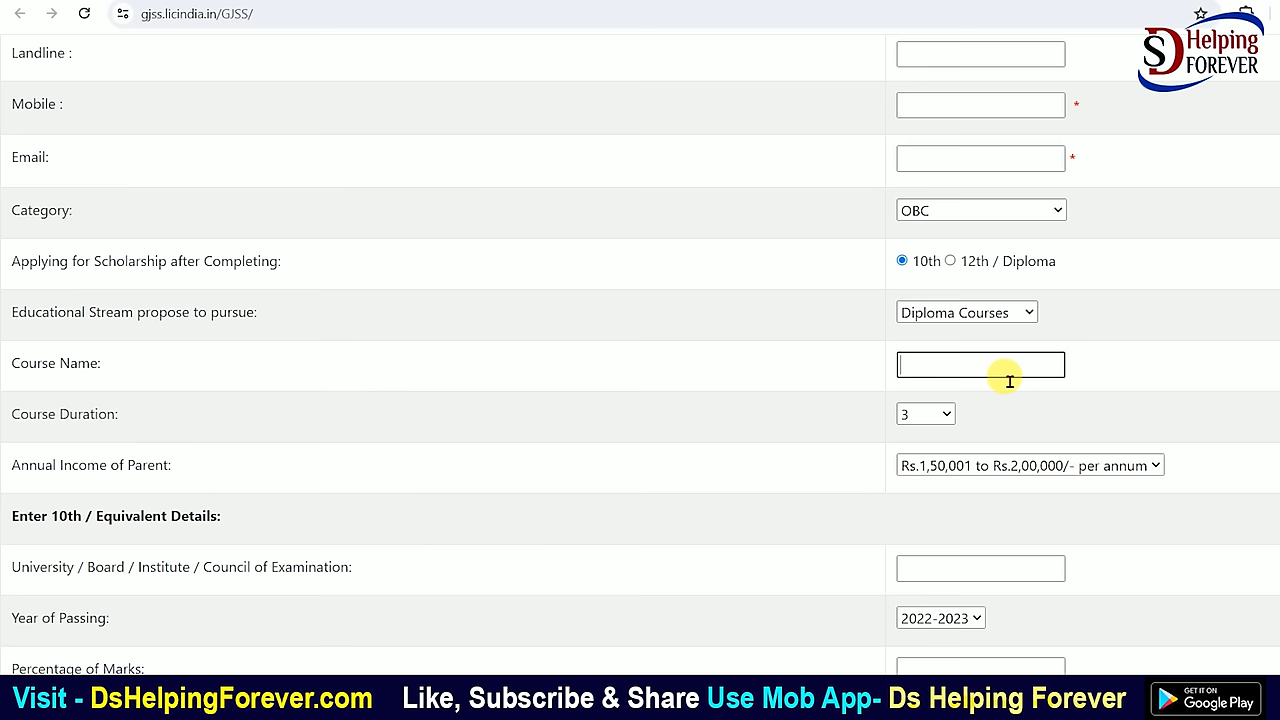 gjss.licindia.in/GJSS/
SD Helping
FOREVER
Landline :
Mobile : *
Email: *
Category: OBC
Applying for Scholarship after Completing: 10th 12th / Diploma
Educational Stream propose to pursue: Diploma Courses
Course Name:
Course Duration: 3
Annual Income of Parent: Rs.1,50,001 to Rs.2,00,000/- per annum
Enter 10th / Equivalent Details:
University / Board / Institute / Council of Examination:
Year of Passing: 2022-2023
Percentage of Marks:
Visit - DsHelpingForever.com Like, Subscribe & Share Use Mob App- Ds Helping Forever
GET IT ON
Google Play